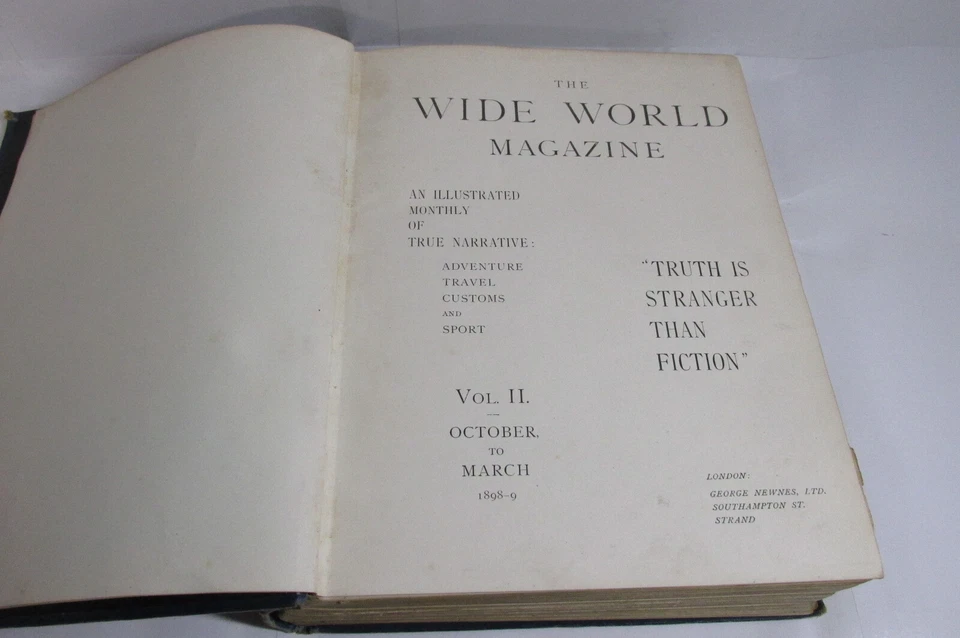 THE
WIDE WORLD
MAGAZINE
AN ILLUSTRATED
MONTHLY
OF
TRUE NARRATIVE:
ADVENTURE
TRAVEL
CUSTOMS
AND
SPORT
"TRUTH IS
STRANGER
THAN
FICTION"
VOL. II.
OCTOBER,
TO
MARCH
1898-9
LONDON:
GEORGE NEWNES, LTD.
SOUTHAMPTON ST.
STRAND